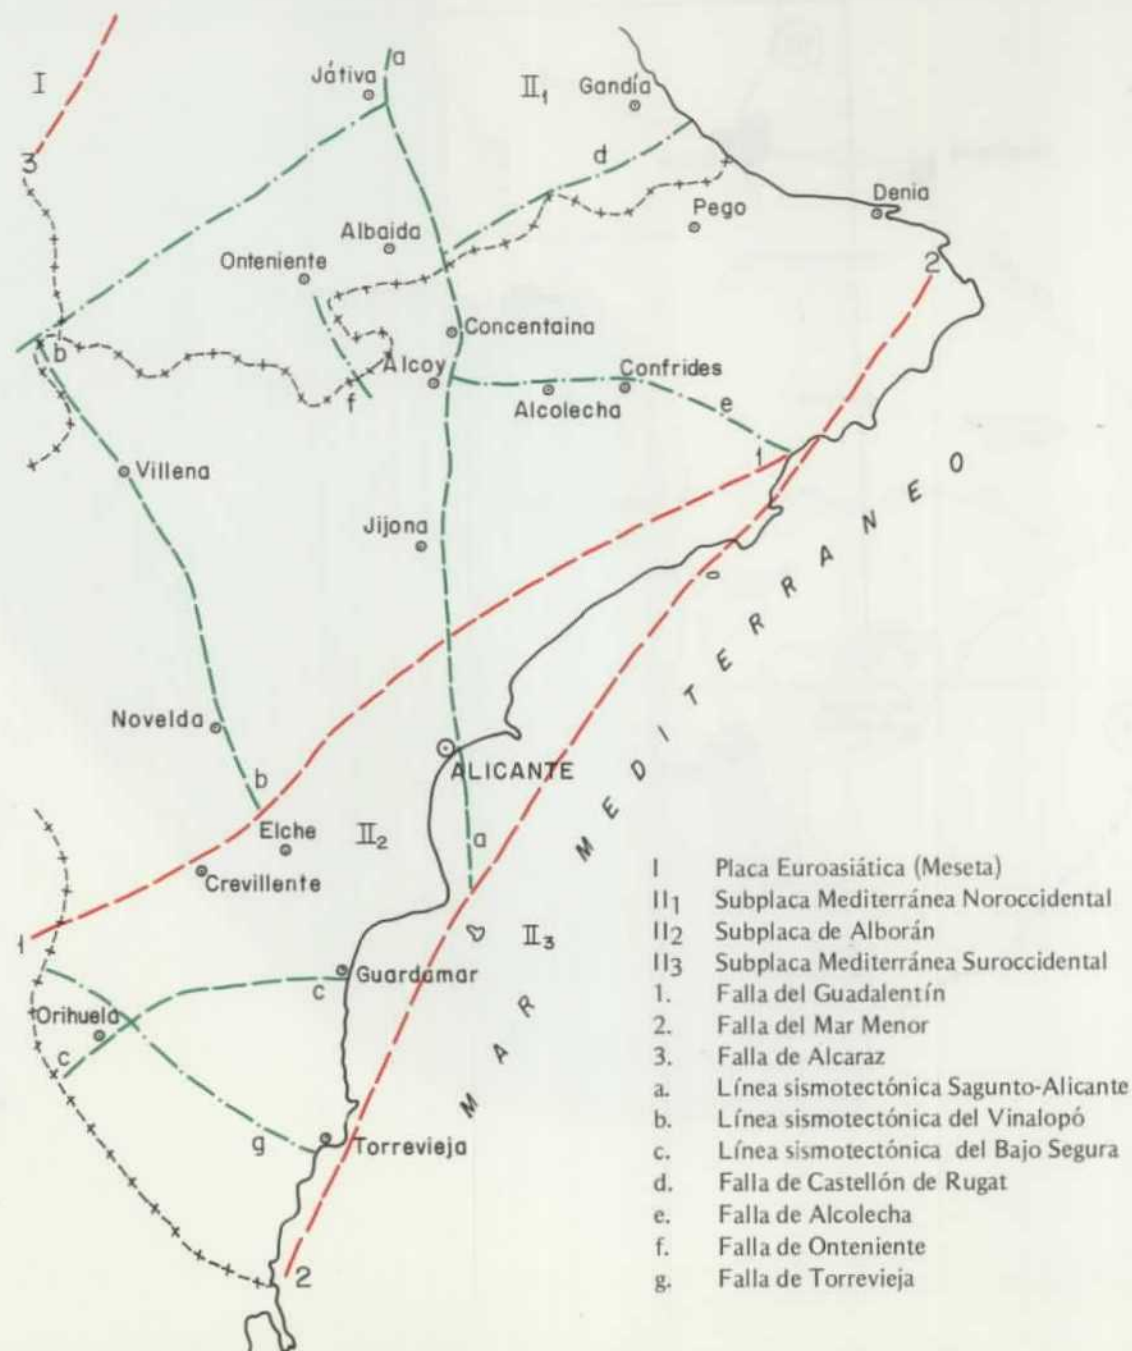 a
I
Játiva
II₁
Gandía
3
d
Denia
Pego
Albaida
Onteniente
2
Concentaina
b
Alcoy
Confrides
f
Alcolecha
e
1
Villena
Jijona
Novelda
b
ALICANTE
Elche
II₂
a
Crevillente
1
II₃
Guardamar
c
Orihuela
c
g
Torrevieja
2
MAR MEDITERRANEO
I Placa Euroasiática (Meseta)
II₁ Subplaca Mediterránea Noroccidental
II₂ Subplaca de Alborán
II₃ Subplaca Mediterránea Suroccidental
1. Falla del Guadalentín
2. Falla del Mar Menor
3. Falla de Alcaraz
a. Línea sismotectónica Sagunto-Alicante
b. Línea sismotectónica del Vinalopó
c. Línea sismotectónica del Bajo Segura
d. Falla de Castellón de Rugat
e. Falla de Alcolecha
f. Falla de Onteniente
g. Falla de Torrevieja